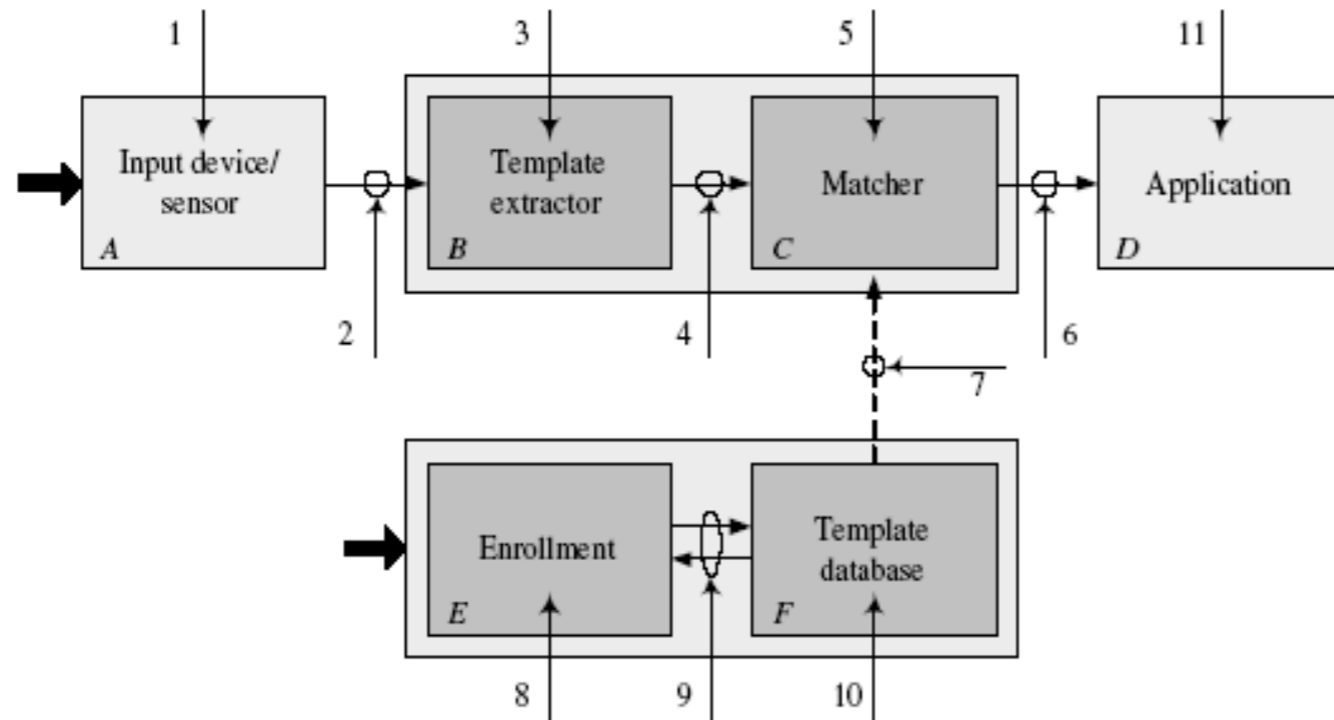 1
3
5
11
Input device/
sensor
A
Template
extractor
B
Matcher
C
Application
D
2
4
6
7
Enrollment
E
Template
database
F
8
9
10